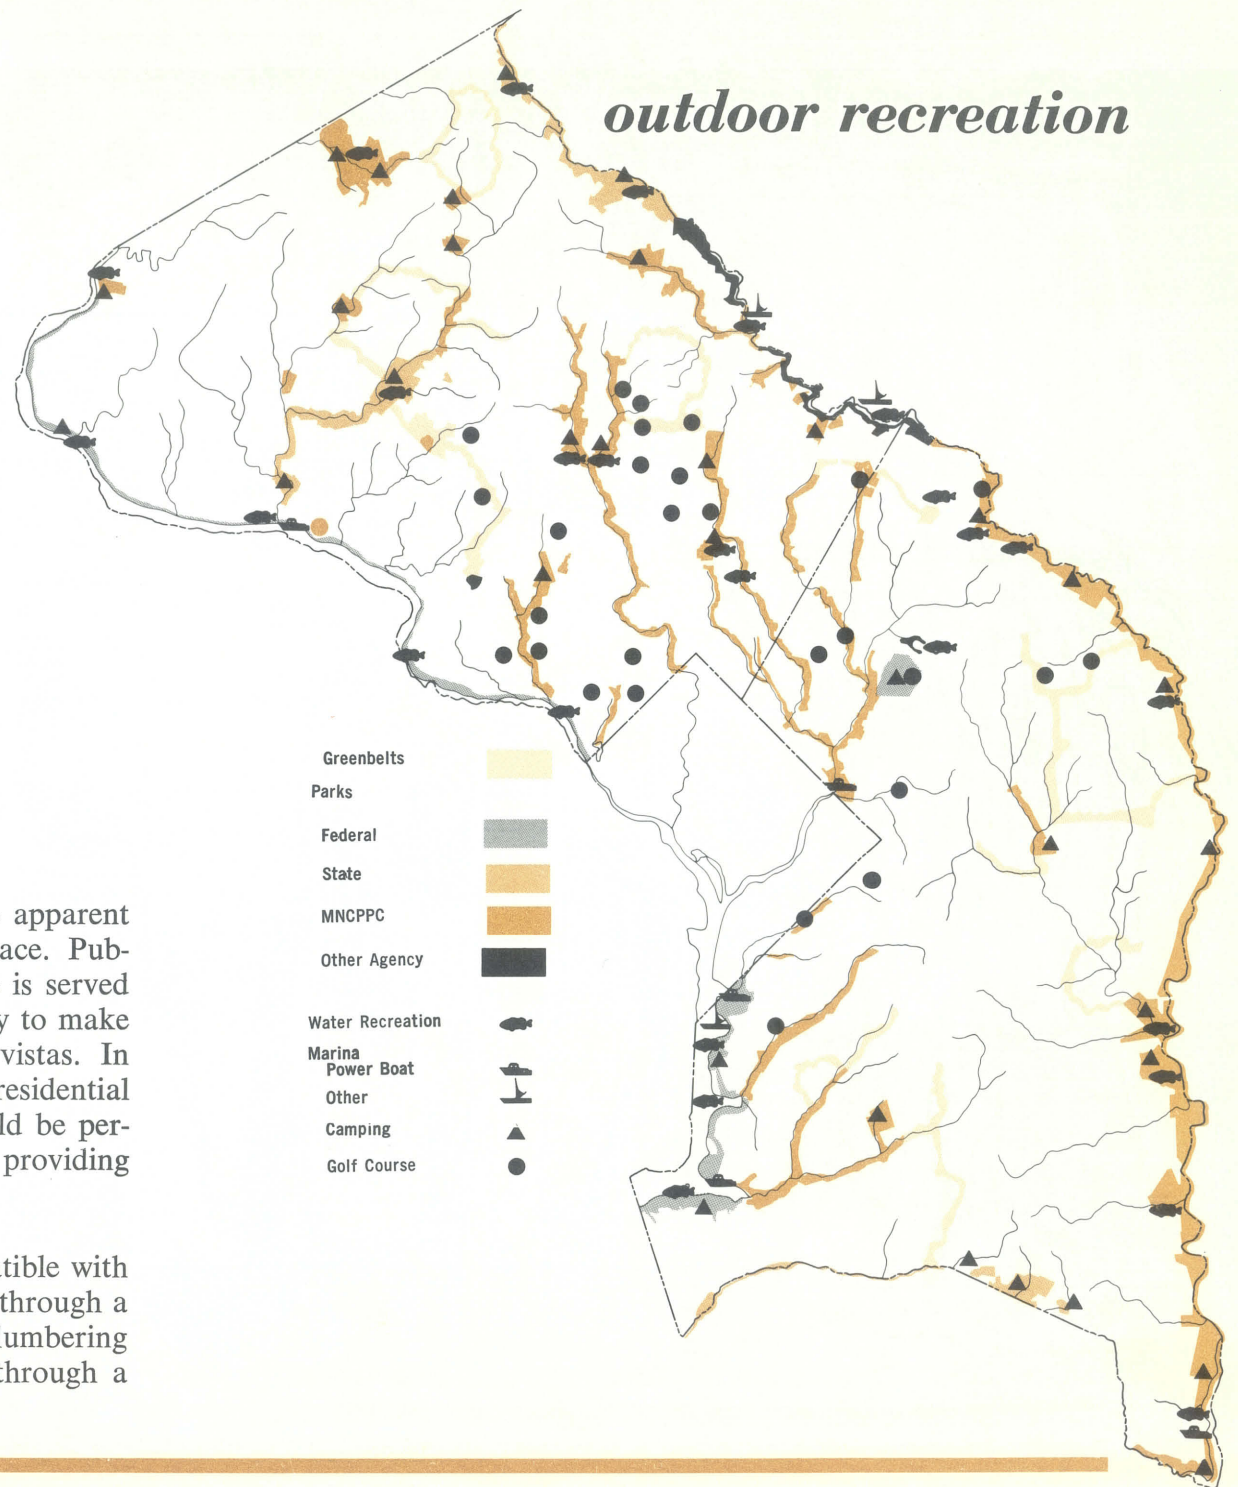 outdoor recreation
Greenbelts
Parks
Federal
State
MNCPPC
Other Agency
Water Recreation
Marina
Power Boat
Other
Camping
Golf Course
apparent
ace. Pub-
is served
y to make
vistas. In
residential
ld be per-
providing
tible with
through a
lumbering
through a